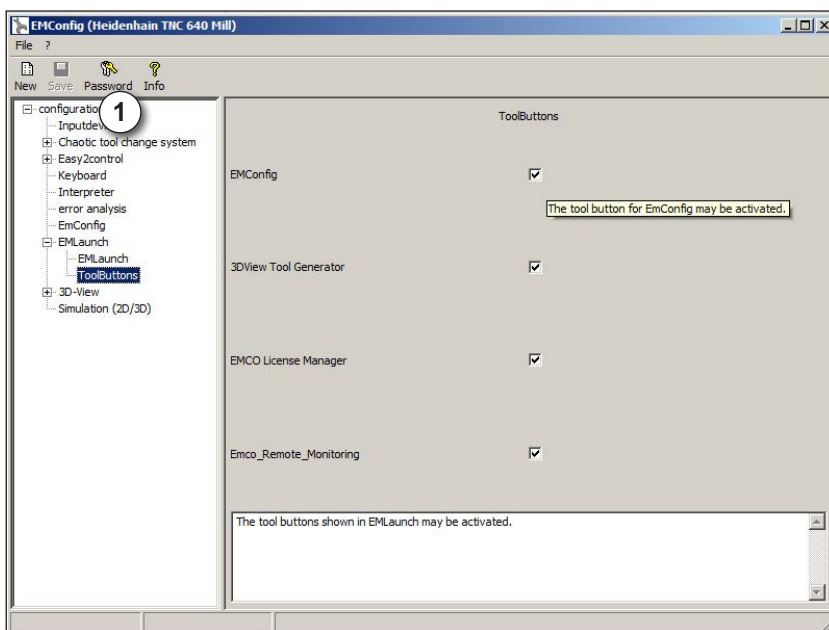 EMConfig (Heidenhain TNC 640 Mill)
File ?
New Save Password Info
1
configuratio
Inputdev
Chaotic tool change system
Easy2control
Keyboard
Interpreter
error analysis
EmConfig
EMLaunch
EMLaunch
ToolButtons
3D-View
Simulation (2D/3D)
ToolButtons
EMConfig
The tool button for EmConfig may be activated.
3DView Tool Generator
EMCO License Manager
Emco_Remote_Monitoring
The tool buttons shown in EMLaunch may be activated.